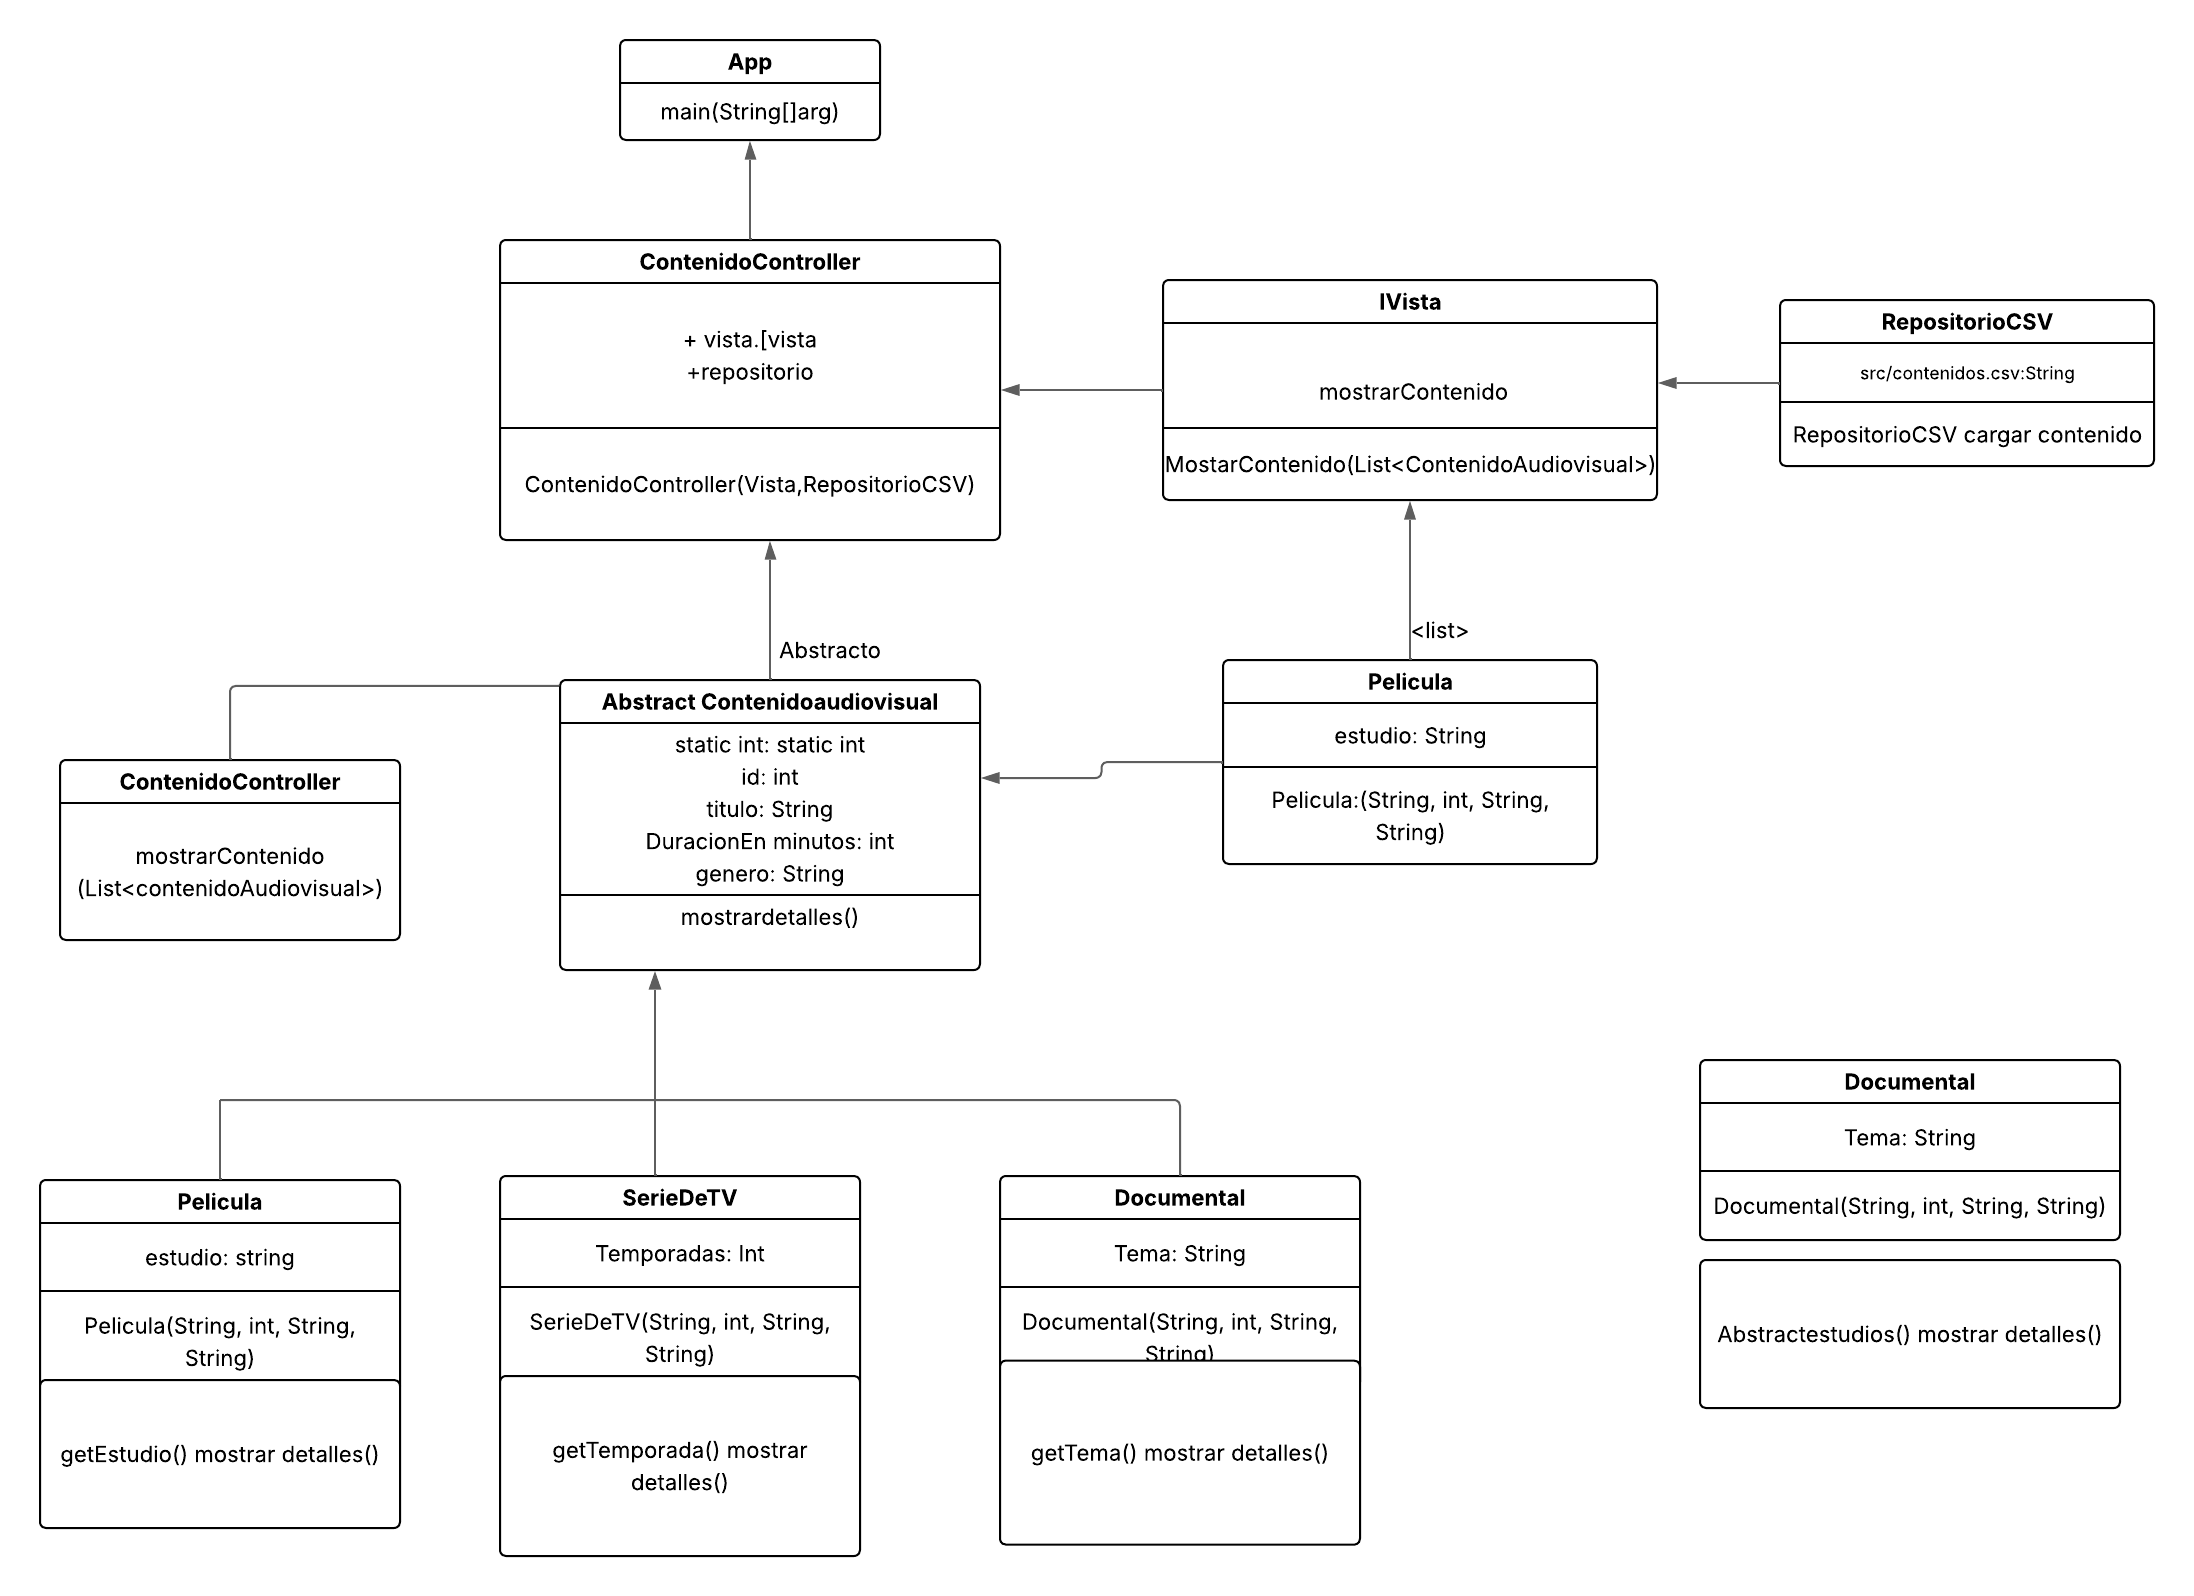 App
main(String[]arg)
ContenidoController
+ vista.[vista
+repositorio
ContenidoController(Vista,RepositorioCSV)
IVista
mostrarContenido
MostarContenido(List<ContenidoAudiovisual>)
RepositorioCSV
src/contenidos.csv:String
RepositorioCSV cargar contenido
Abstracto
<list>
ContenidoController
mostrarContenido
(List<contenidoAudiovisual>)
Abstract Contenidoaudiovisual
static int: static int
id: int
titulo: String
DuracionEn minutos: int
genero: String
mostrardetalles()
Pelicula
estudio: String
Pelicula:(String, int, String,
String)
Pelicula
estudio: string
Pelicula(String, int, String,
String)
getEstudio() mostrar detalles()
SerieDeTV
Temporadas: Int
SerieDeTV(String, int, String,
String)
getTemporada() mostrar
detalles()
Documental
Tema: String
Documental(String, int, String,
String)
getTema() mostrar detalles()
Documental
Tema: String
Documental(String, int, String, String)
Abstractestudios() mostrar detalles()